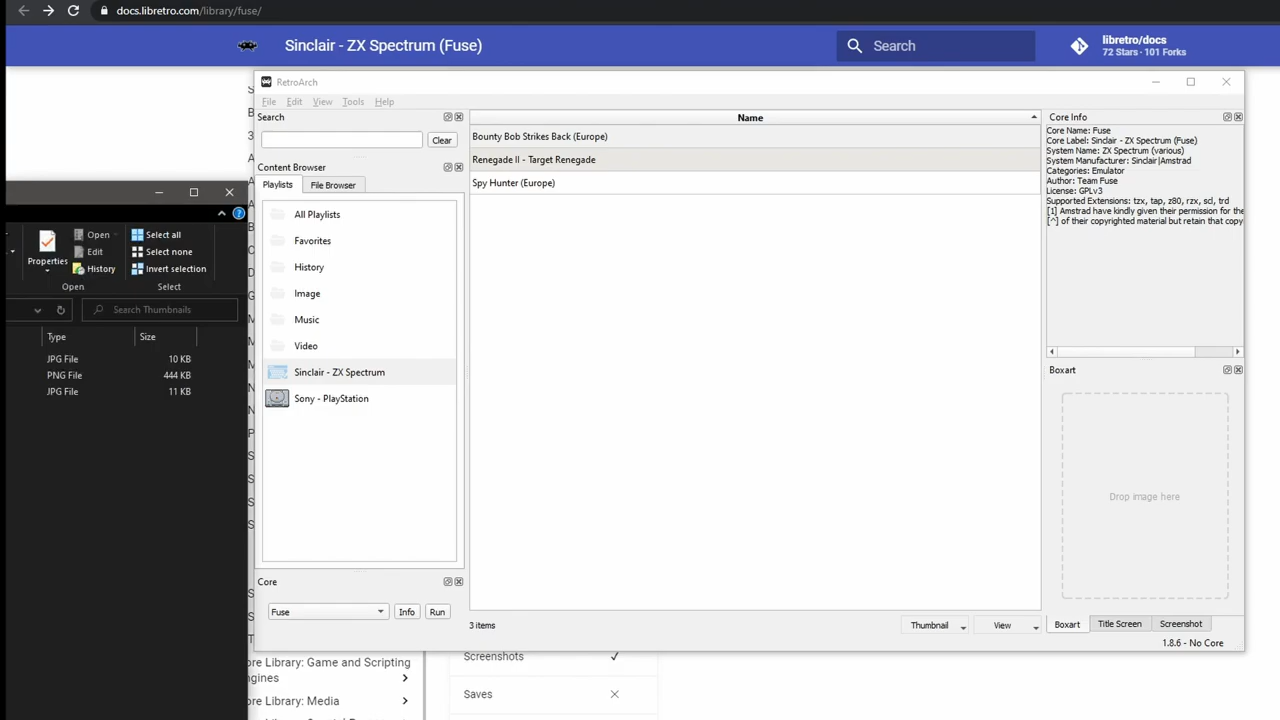 docs.libretro.com/library/fuse/
Sinclair - ZX Spectrum (Fuse)
Search
libretro/docs
72 Stars · 101 Forks
RetroArch
File Edit View Tools Help
Search
Clear
Content Browser
Playlists File Browser
All Playlists
Favorites
History
Image
Music
Video
Sinclair - ZX Spectrum
Sony - PlayStation
Core
Fuse
Info
Run
Name
Bounty Bob Strikes Back (Europe)
Renegade II - Target Renegade
Spy Hunter (Europe)
3 items
Thumbnail
View
Core Info
Core Name: Fuse
Core Label: Sinclair - ZX Spectrum (Fuse)
System Name: ZX Spectrum (various)
System Manufacturer: Sinclair|Amstrad
Categories: Emulator
Author: Team Fuse
License: GPLv3
Supported Extensions: tzx, tap, z80, rzx, scl, trd
[1] Amstrad have kindly given their permission for the
[^] of their copyrighted material but retain that copy
Boxart
Drop image here
Boxart Title Screen Screenshot
1.8.6 - No Core
Properties
Open
Edit
History
Open
Select all
Select none
Invert selection
Select
Search Thumbnails
Type Size
JPG File 10 KB
PNG File 444 KB
JPG File 11 KB
ore Library: Game and Scripting
ngines
ore Library: Media
Screenshots ✓
Saves ✕